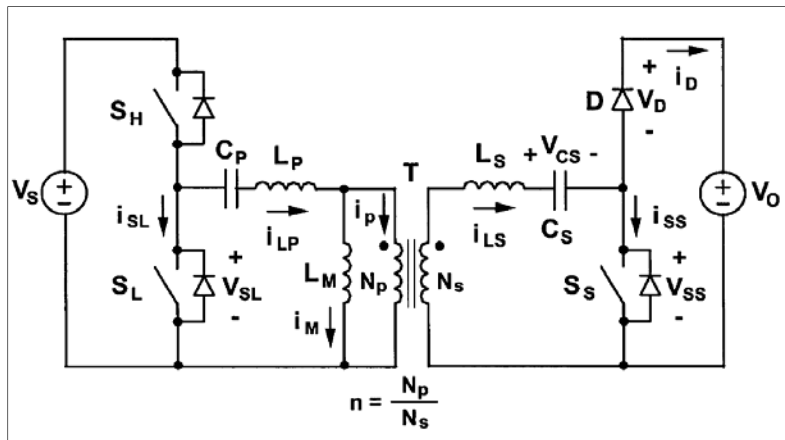 S_H
C_P
L_P
V_S
+
-
i_SL
i_LP
S_L
+
V_SL
-
L_M
i_M
i_p
N_p
T
N_s
L_S
+ V_CS -
i_LS
C_S
D
+
V_D
-
i_D
i_SS
S_S
+
V_SS
-
V_O
+
-
n = N_p / N_s